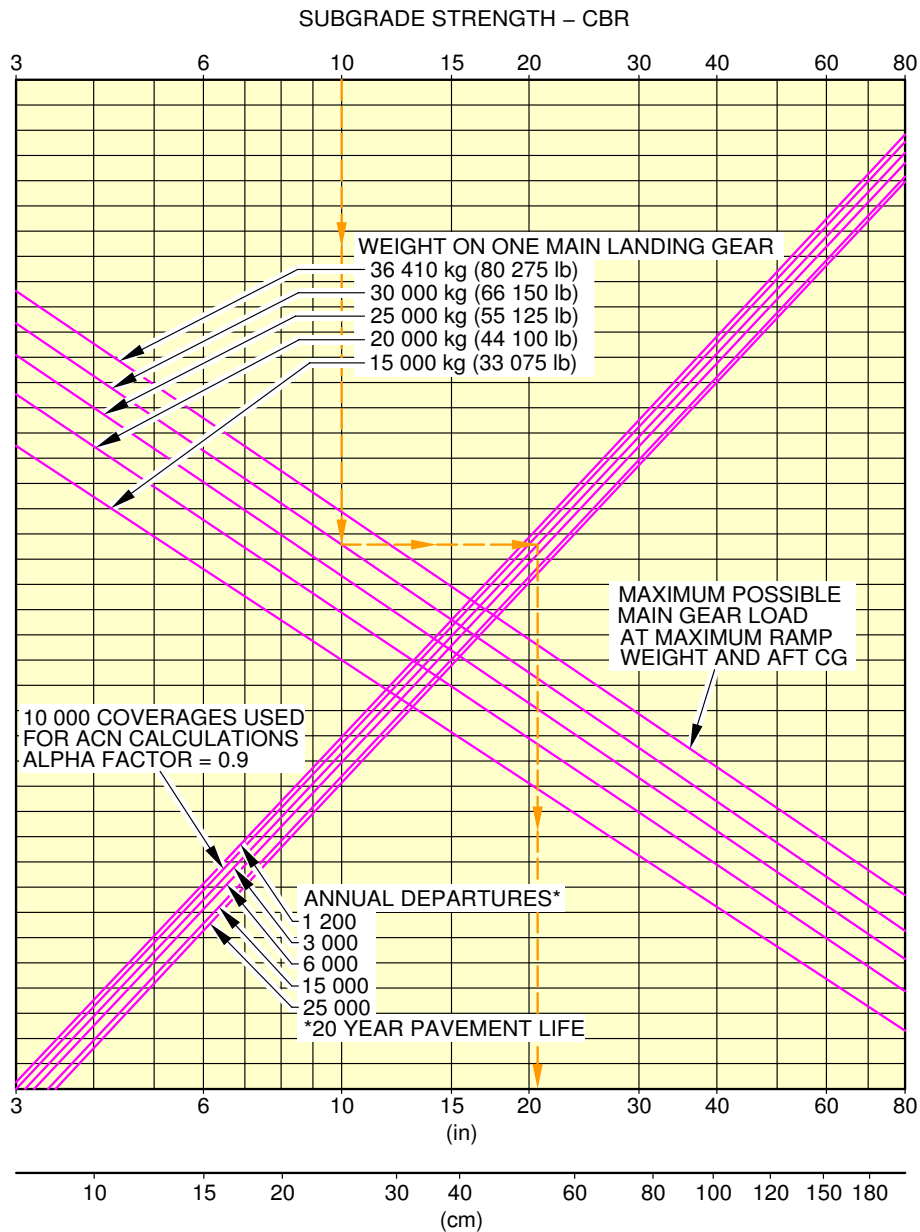 SUBGRADE STRENGTH – CBR
3 6 10 15 20 30 40 60 80
WEIGHT ON ONE MAIN LANDING GEAR
36 410 kg (80 275 lb)
30 000 kg (66 150 lb)
25 000 kg (55 125 lb)
20 000 kg (44 100 lb)
15 000 kg (33 075 lb)
MAXIMUM POSSIBLE
MAIN GEAR LOAD
AT MAXIMUM RAMP
WEIGHT AND AFT CG
10 000 COVERAGES USED
FOR ACN CALCULATIONS
ALPHA FACTOR = 0.9
ANNUAL DEPARTURES*
1 200
3 000
6 000
15 000
25 000
*20 YEAR PAVEMENT LIFE
3 6 10 15 20 30 40 60 80
(in)
10 15 20 30 40 60 80 100 120 150 180
(cm)